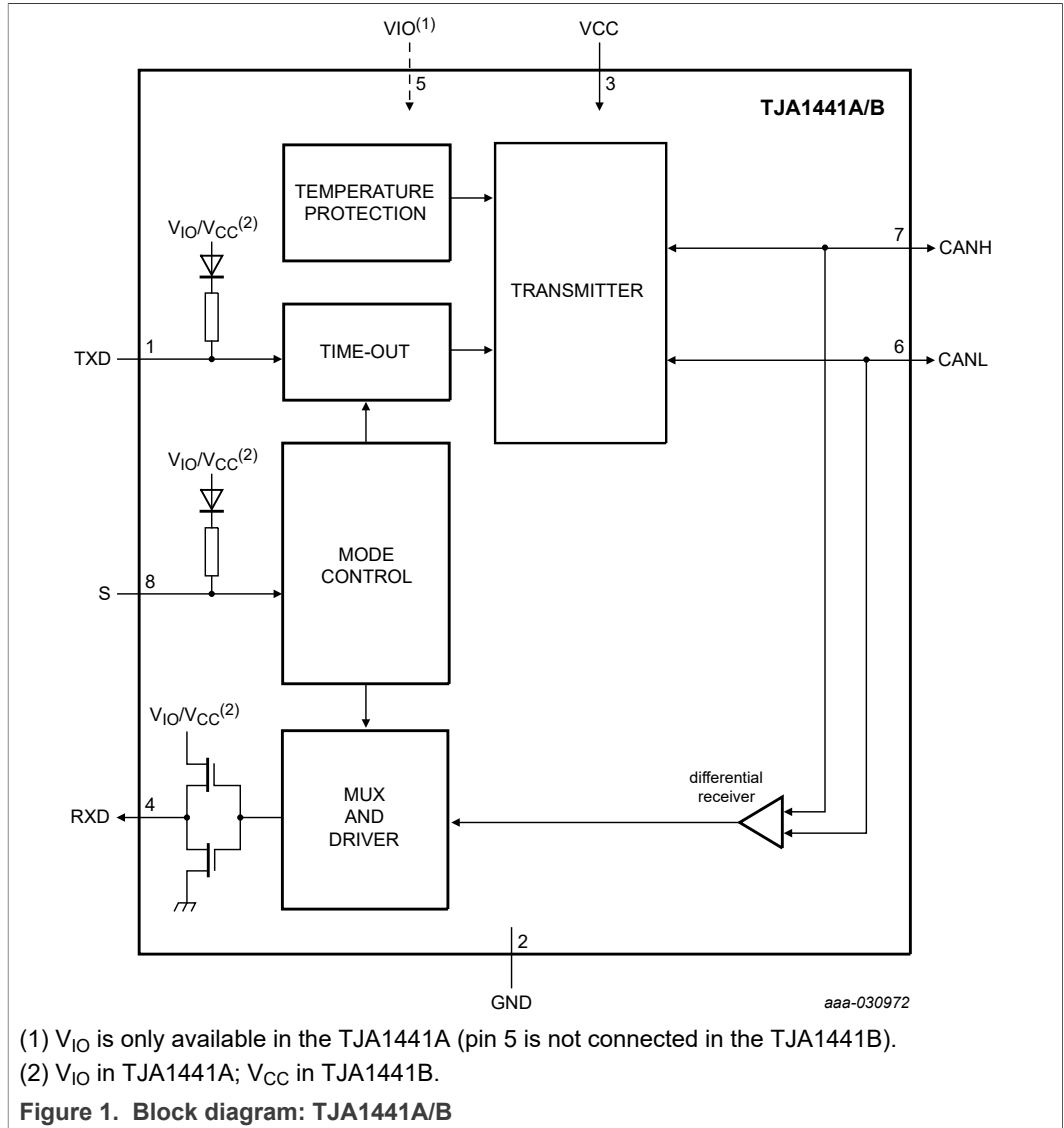 VIO(1)
VCC
5
3
TJA1441A/B
TEMPERATURE
PROTECTION
TRANSMITTER
VIO/VCC(2)
7
CANH
TXD
1
TIME-OUT
6
CANL
VIO/VCC(2)
MODE
CONTROL
S
8
VIO/VCC(2)
RXD
4
MUX
AND
DRIVER
differential
receiver
2
GND
aaa-030972
(1) VIO is only available in the TJA1441A (pin 5 is not connected in the TJA1441B).
(2) VIO in TJA1441A; VCC in TJA1441B.
Figure 1. Block diagram: TJA1441A/B